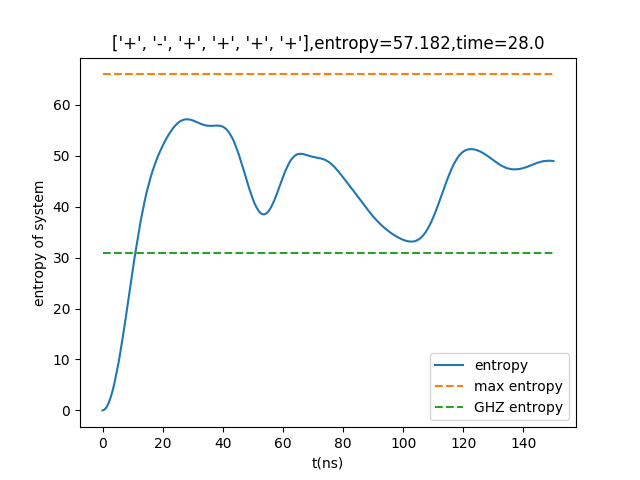 ['+', '-', '+', '+', '+', '+'],entropy=57.182,time=28.0
entropy of system
60
50
40
30
20
10
0
entropy
max entropy
GHZ entropy
0 20 40 60 80 100 120 140
t(ns)